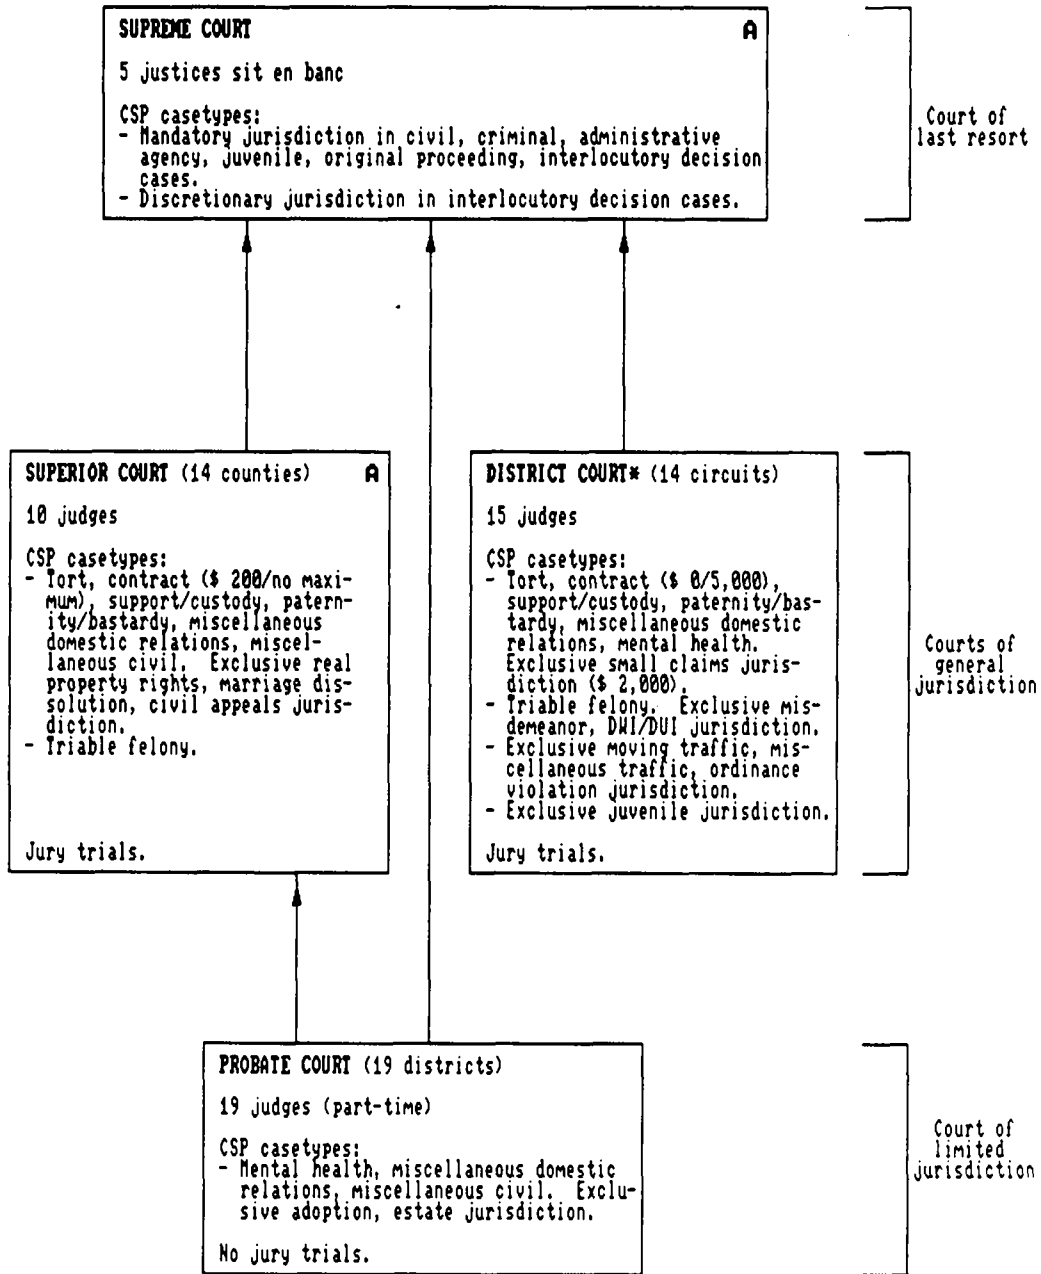 SUPREME COURT A
5 justices sit en banc
CSP casetypes:
- Mandatory jurisdiction in civil, criminal, administrative
agency, juvenile, original proceeding, interlocutory decision
cases.
- Discretionary jurisdiction in interlocutory decision cases.
Court of
last resort
SUPERIOR COURT (14 counties) A
10 judges
CSP casetypes:
- Tort, contract ($ 200/no maxi-
mum), support/custody, patern-
ity/bastardy, miscellaneous
domestic relations, miscel-
laneous civil. Exclusive real
property rights, marriage dis-
solution, civil appeals juris-
diction.
- Triable felony.
Jury trials.
DISTRICT COURT* (14 circuits)
15 judges
CSP casetypes:
- Tort, contract ($ 0/5,000),
support/custody, paternity/bas-
tardy, miscellaneous domestic
relations, mental health.
Exclusive small claims juris-
diction ($ 2,000).
- Triable felony. Exclusive mis-
demeanor, DWI/DUI jurisdiction.
- Exclusive moving traffic, mis-
cellaneous traffic, ordinance
violation jurisdiction.
- Exclusive juvenile jurisdiction.
Jury trials.
Courts of
general
jurisdiction
PROBATE COURT (19 districts)
19 judges (part-time)
CSP casetypes:
- Mental health, miscellaneous domestic
relations, miscellaneous civil. Exclu-
sive adoption, estate jurisdiction.
No jury trials.
Court of
limited
jurisdiction